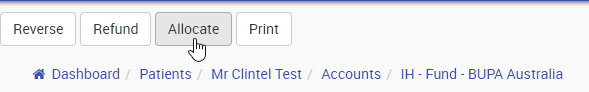 Reverse Refund Allocate Print
Dashboard / Patients / Mr Clintel Test / Accounts / IH - Fund - BUPA Australia